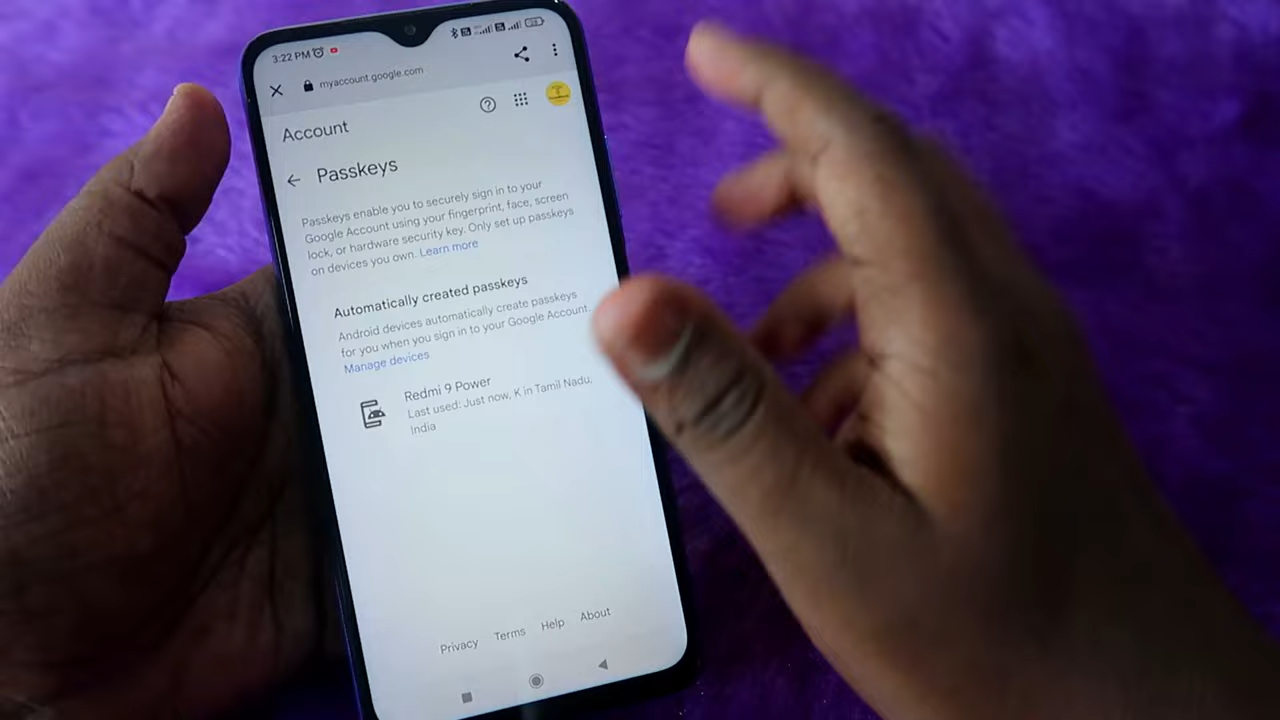 3:22 PM
myaccount.google.com
Account
Passkeys
Passkeys enable you to securely sign in to your
Google Account using your fingerprint, face, screen
lock, or hardware security key. Only set up passkeys
on devices you own. Learn more
Automatically created passkeys
Android devices automatically create passkeys
for you when you sign in to your Google Account.
Manage devices
Redmi 9 Power
Last used: Just now, K in Tamil Nadu,
India
Privacy Terms Help About